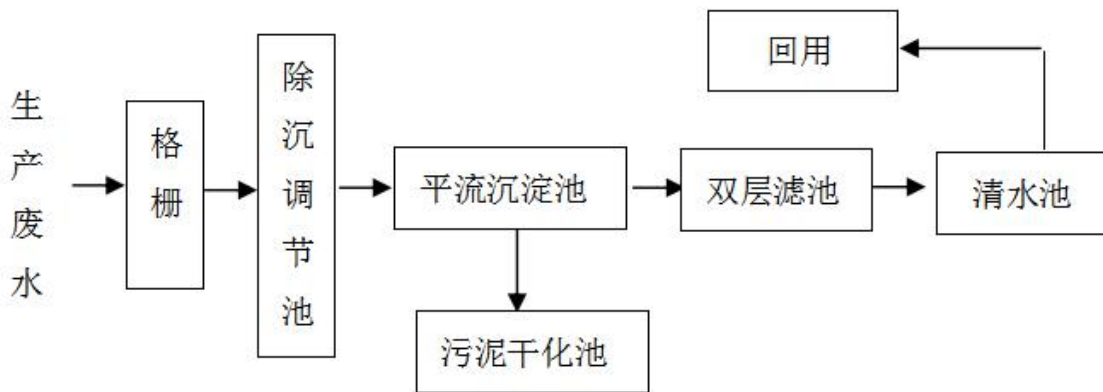 生产废水
格栅
除沉调节池
平流沉淀池
污泥干化池
双层滤池
清水池
回用